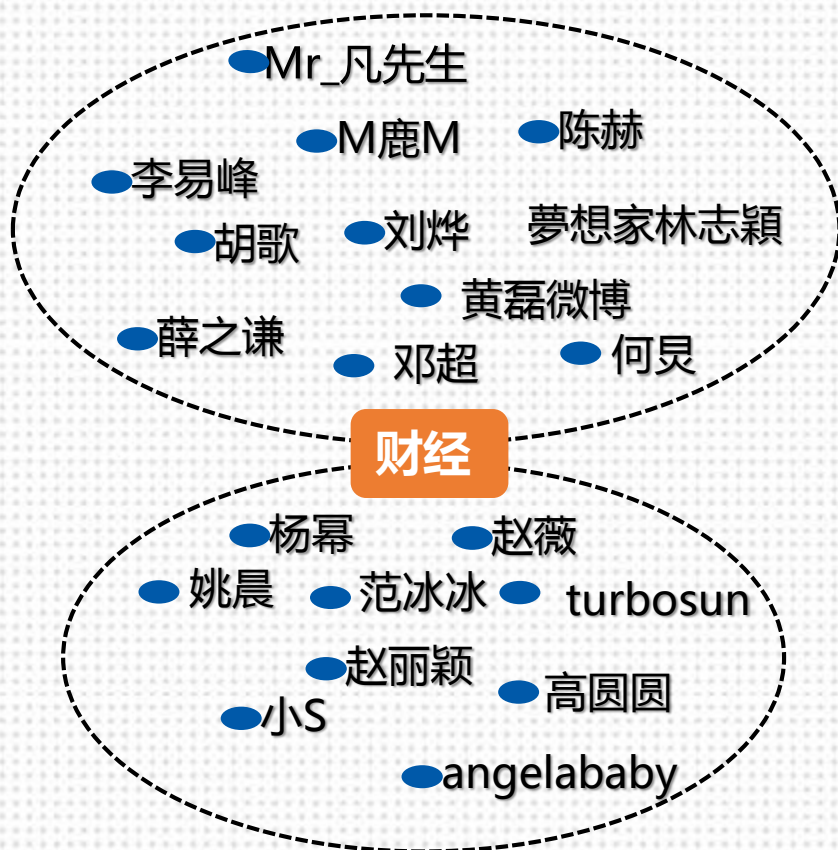 Mr_凡先生
M鹿M
陈赫
李易峰
胡歌
刘烨
夢想家林志穎
黄磊微博
薛之谦
邓超
何炅
财经
杨幂
赵薇
姚晨
范冰冰
turbosun
赵丽颖
高圆圆
小S
angelababy